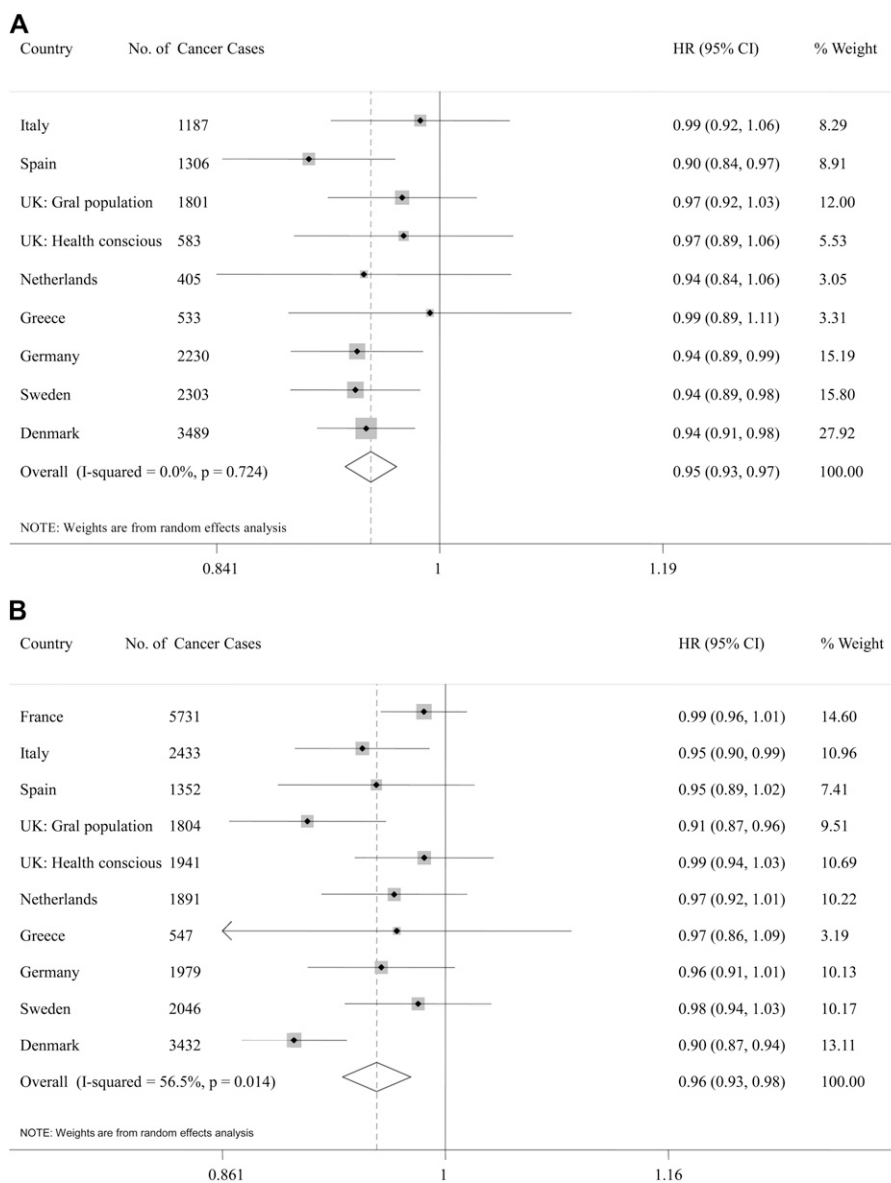 A
Country No. of Cancer Cases HR (95% CI) % Weight
Italy 1187 0.99 (0.92, 1.06) 8.29
Spain 1306 0.90 (0.84, 0.97) 8.91
UK: Gral population 1801 0.97 (0.92, 1.03) 12.00
UK: Health conscious 583 0.97 (0.89, 1.06) 5.53
Netherlands 405 0.94 (0.84, 1.06) 3.05
Greece 533 0.99 (0.89, 1.11) 3.31
Germany 2230 0.94 (0.89, 0.99) 15.19
Sweden 2303 0.94 (0.89, 0.98) 15.80
Denmark 3489 0.94 (0.91, 0.98) 27.92
Overall (I-squared = 0.0%, p = 0.724) 0.95 (0.93, 0.97) 100.00
NOTE: Weights are from random effects analysis
0.841 1 1.19
B
Country No. of Cancer Cases HR (95% CI) % Weight
France 5731 0.99 (0.96, 1.01) 14.60
Italy 2433 0.95 (0.90, 0.99) 10.96
Spain 1352 0.95 (0.89, 1.02) 7.41
UK: Gral population 1804 0.91 (0.87, 0.96) 9.51
UK: Health conscious 1941 0.99 (0.94, 1.03) 10.69
Netherlands 1891 0.97 (0.92, 1.01) 10.22
Greece 547 0.97 (0.86, 1.09) 3.19
Germany 1979 0.96 (0.91, 1.01) 10.13
Sweden 2046 0.98 (0.94, 1.03) 10.17
Denmark 3432 0.90 (0.87, 0.94) 13.11
Overall (I-squared = 56.5%, p = 0.014) 0.96 (0.93, 0.98) 100.00
NOTE: Weights are from random effects analysis
0.861 1 1.16